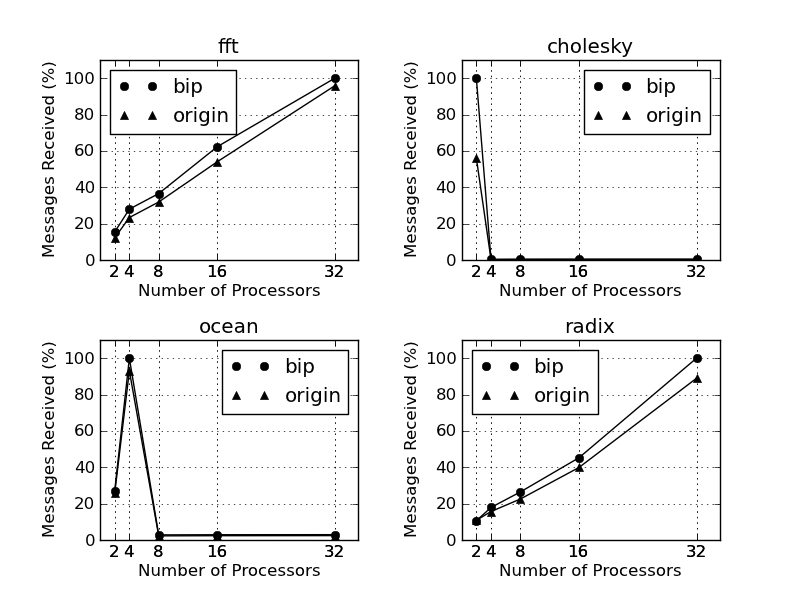 fft
Messages Received (%)
100
80
60
40
20
0
bip
origin
2 4 8 16 32
Number of Processors
cholesky
Messages Received (%)
100
80
60
40
20
0
bip
origin
2 4 8 16 32
Number of Processors
ocean
Messages Received (%)
100
80
60
40
20
0
bip
origin
2 4 8 16 32
Number of Processors
radix
Messages Received (%)
100
80
60
40
20
0
bip
origin
2 4 8 16 32
Number of Processors